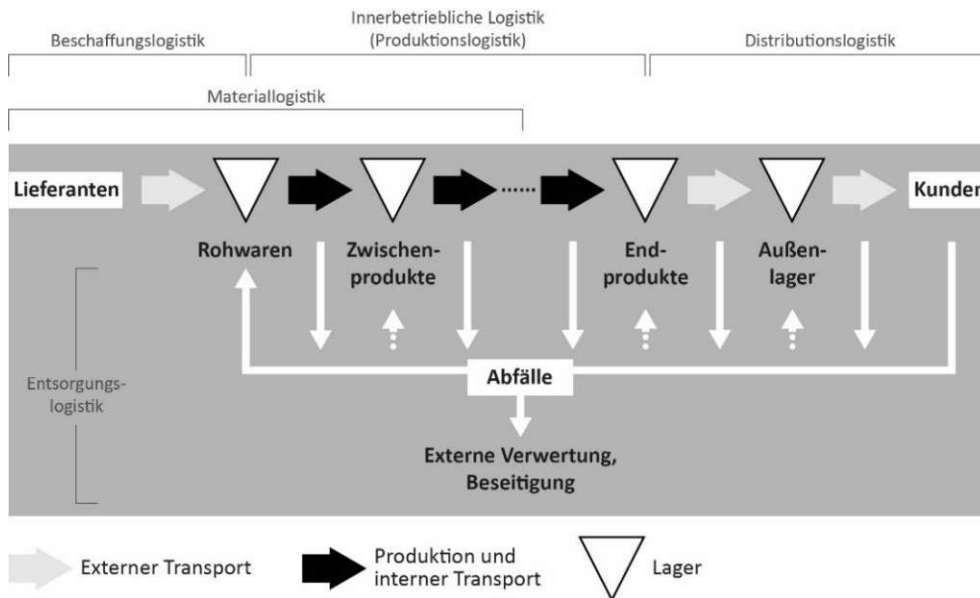 Innerbetriebliche Logistik
Beschaffungslogistik
(Produktionslogistik)
Distributionslogistik
Materiallogistik
Lieferanten
Kunden
Rohwaren
Zwischen-
produkte
End-
produkte
Außen-
lager
Entsorgungs-
logistik
Abfälle
Externe Verwertung,
Beseitigung
Externer Transport
Produktion und
interner Transport
Lager